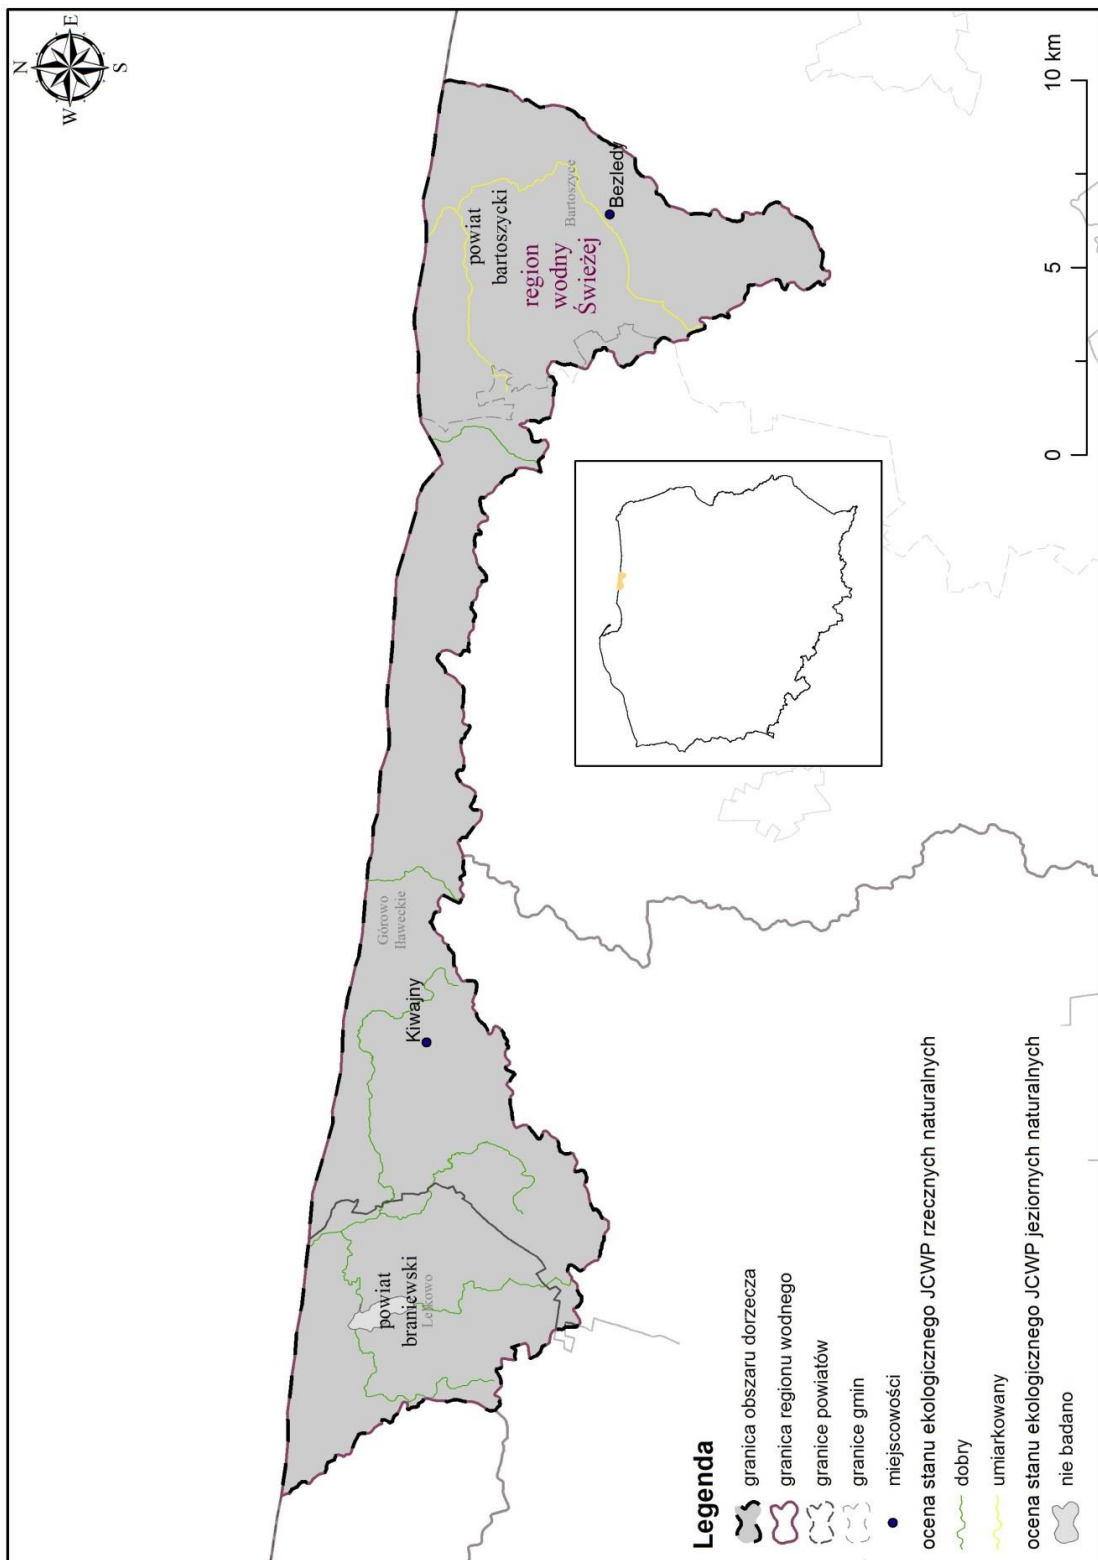 N
W
E
S
powiat
bartoszycki
region
wodny
Świeżej
Bartoszyce
Bezledy
Górowo
Iławeckie
Kiwajny
powiat
braniewski
Lelkowo
0 5 10 km
Legenda
granica obszaru dorzecza
granica regionu wodnego
granice powiatów
granice gmin
miejscowości
ocena stanu ekologicznego JCWP rzecznych naturalnych
dobry
umiarkowany
ocena stanu ekologicznego JCWP jeziornych naturalnych
nie badano